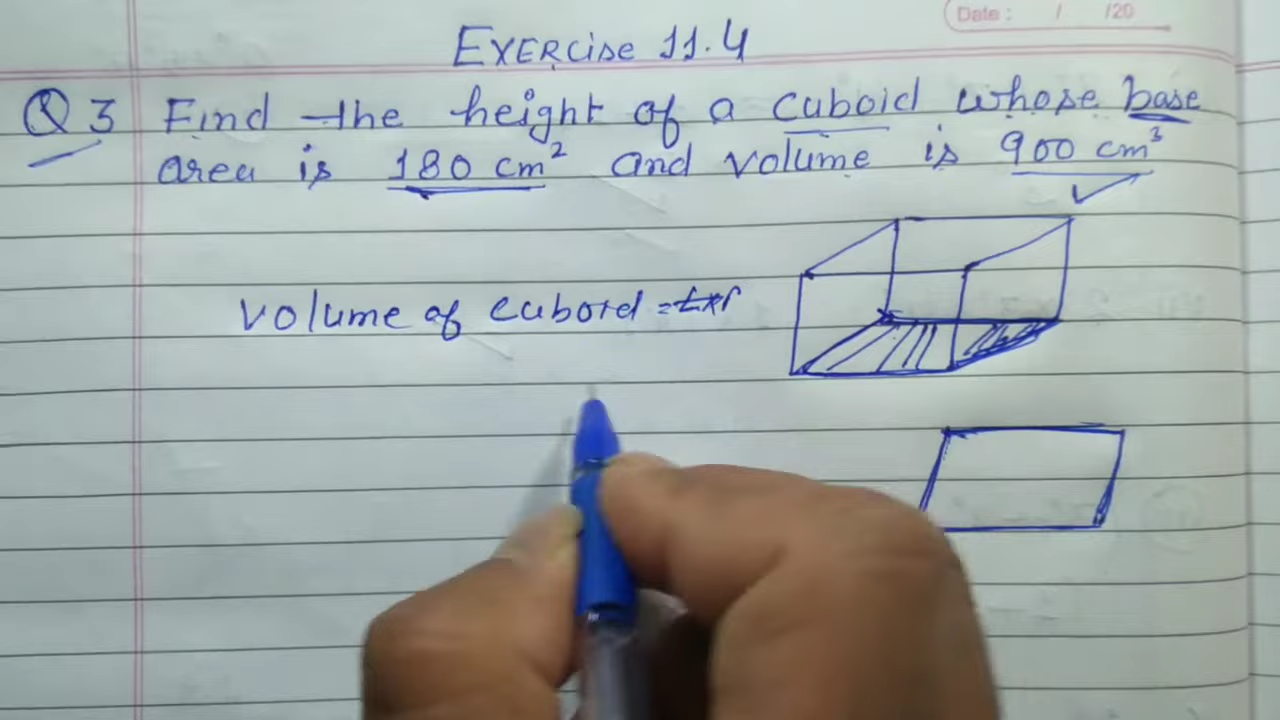 Date : / /20
Exercise 11.4
Q 3 Find the height of a cuboid whose base
area is 180 cm² and volume is 900 cm³
volume of cuboid =